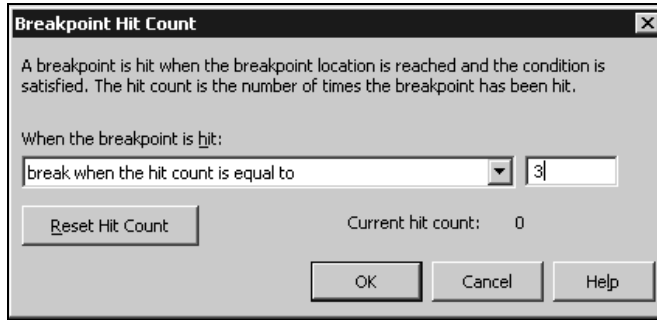 Breakpoint Hit Count
A breakpoint is hit when the breakpoint location is reached and the condition is
satisfied. The hit count is the number of times the breakpoint has been hit.
When the breakpoint is hit:
break when the hit count is equal to 3
Reset Hit Count Current hit count: 0
OK Cancel Help